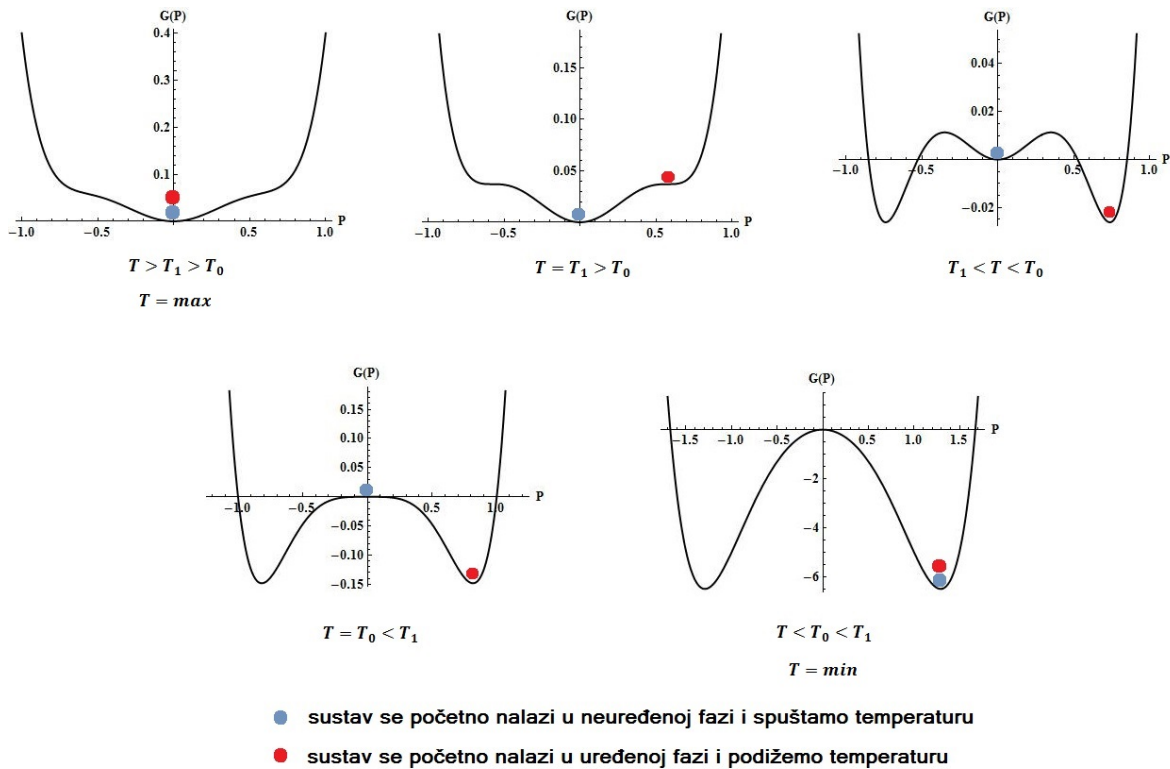 G(P)
0.4
0.3
0.2
0.1
−1.0 −0.5 0.5 1.0 P
T > T₁ > T₀
T = max
G(P)
0.15
0.10
0.05
−1.0 −0.5 0.5 1.0 P
T = T₁ > T₀
G(P)
0.04
0.02
−1.0 −0.5 0.5 1.0 P
−0.02
T₁ < T < T₀
G(P)
0.15
0.10
0.05
−1.0 −0.5 0.5 1.0 P
−0.05
−0.10
−0.15
T = T₀ < T₁
G(P)
−1.5 −1.0 −0.5 0.5 1.0 1.5 P
−2
−4
−6
T < T₀ < T₁
T = min
sustav se početno nalazi u neuređenoj fazi i spuštamo temperaturu
sustav se početno nalazi u uređenoj fazi i podižemo temperaturu